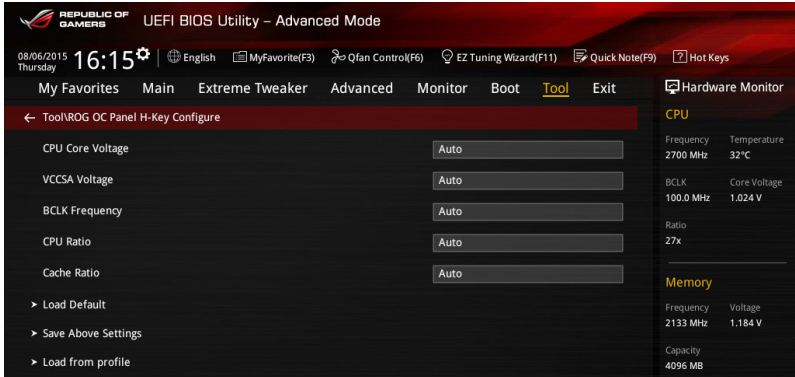 REPUBLIC OF
GAMERS
UEFI BIOS Utility – Advanced Mode
08/06/2015
Thursday
16:15
English
MyFavorite(F3)
Qfan Control(F6)
EZ Tuning Wizard(F11)
Quick Note(F9)
? Hot Keys
My Favorites Main Extreme Tweaker Advanced Monitor Boot Tool Exit
Hardware Monitor
← Tool\ROG OC Panel H-Key Configure
CPU Core Voltage Auto
VCCSA Voltage Auto
BCLK Frequency Auto
CPU Ratio Auto
Cache Ratio Auto
> Load Default
> Save Above Settings
> Load from profile
CPU
Frequency Temperature
2700 MHz 32°C
BCLK Core Voltage
100.0 MHz 1.024 V
Ratio
27x
Memory
Frequency Voltage
2133 MHz 1.184 V
Capacity
4096 MB